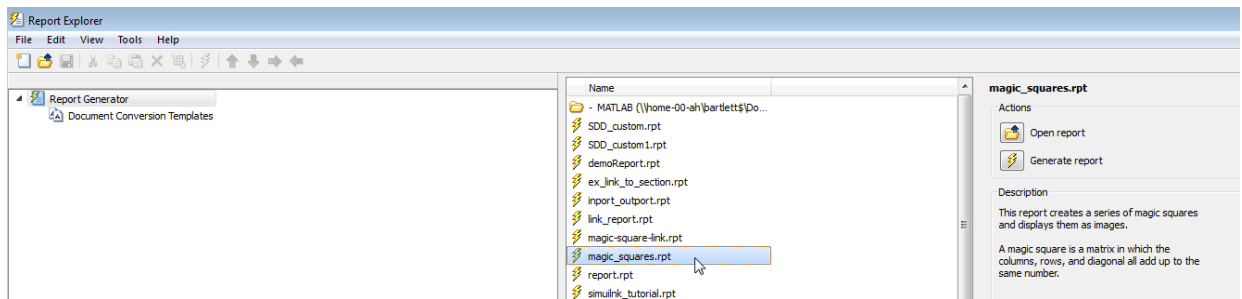 Report Explorer
File Edit View Tools Help
Report Generator
Document Conversion Templates
Name
- MATLAB (\\home-00-ah\bartlett$\Do...
SDD_custom.rpt
SDD_custom1.rpt
demoReport.rpt
ex_link_to_section.rpt
inport_outport.rpt
link_report.rpt
magic-square-link.rpt
magic_squares.rpt
report.rpt
simulnk_tutorial.rpt
magic_squares.rpt
Actions
Open report
Generate report
Description
This report creates a series of magic squares
and displays them as images.
A magic square is a matrix in which the
columns, rows, and diagonal all add up to the
same number.